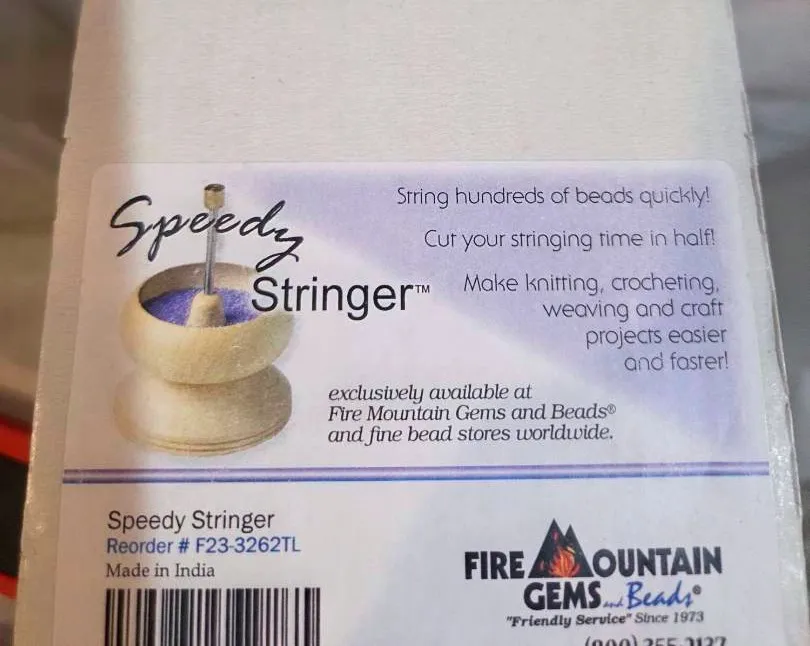 Speedy
Stringer™
String hundreds of beads quickly!
Cut your stringing time in half!
Make knitting, crocheting,
weaving and craft
projects easier
and faster!
exclusively available at
Fire Mountain Gems and Beads®
and fine bead stores worldwide.
Speedy Stringer
Reorder # F23-3262TL
Made in India
FIRE MOUNTAIN
GEMS and Beads®
"Friendly Service" Since 1973